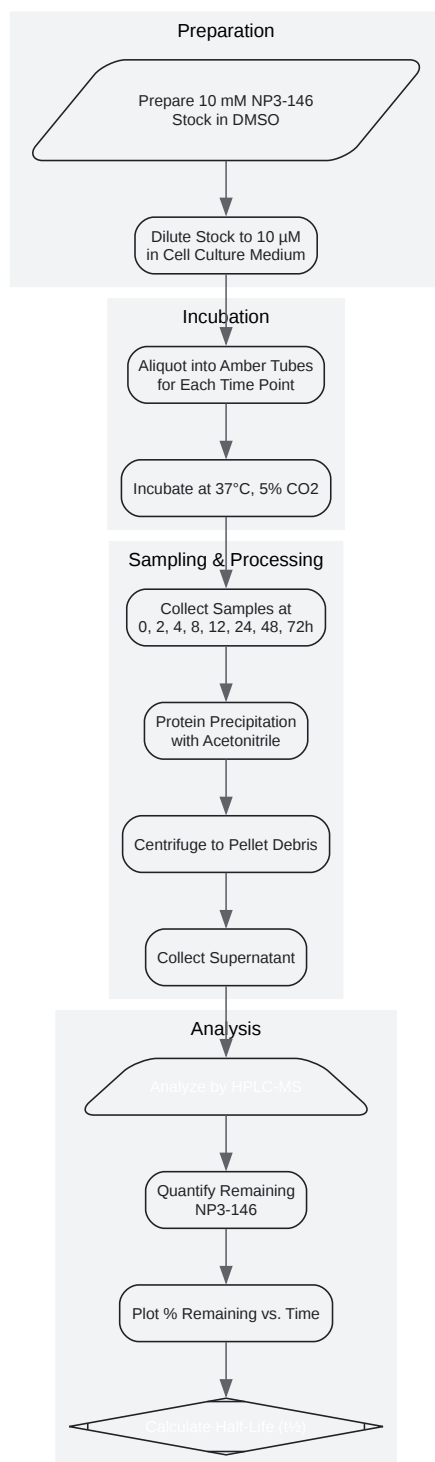 Preparation
Prepare 10 mM NP3-146
Stock in DMSO
Dilute Stock to 10 µM
in Cell Culture Medium
Incubation
Aliquot into Amber Tubes
for Each Time Point
Incubate at 37°C, 5% CO2
Sampling & Processing
Collect Samples at
0, 2, 4, 8, 12, 24, 48, 72h
Protein Precipitation
with Acetonitrile
Centrifuge to Pellet Debris
Collect Supernatant
Analysis
Analyze by HPLC-MS
Quantify Remaining
NP3-146
Plot % Remaining vs. Time
Calculate Half-Life (t½)